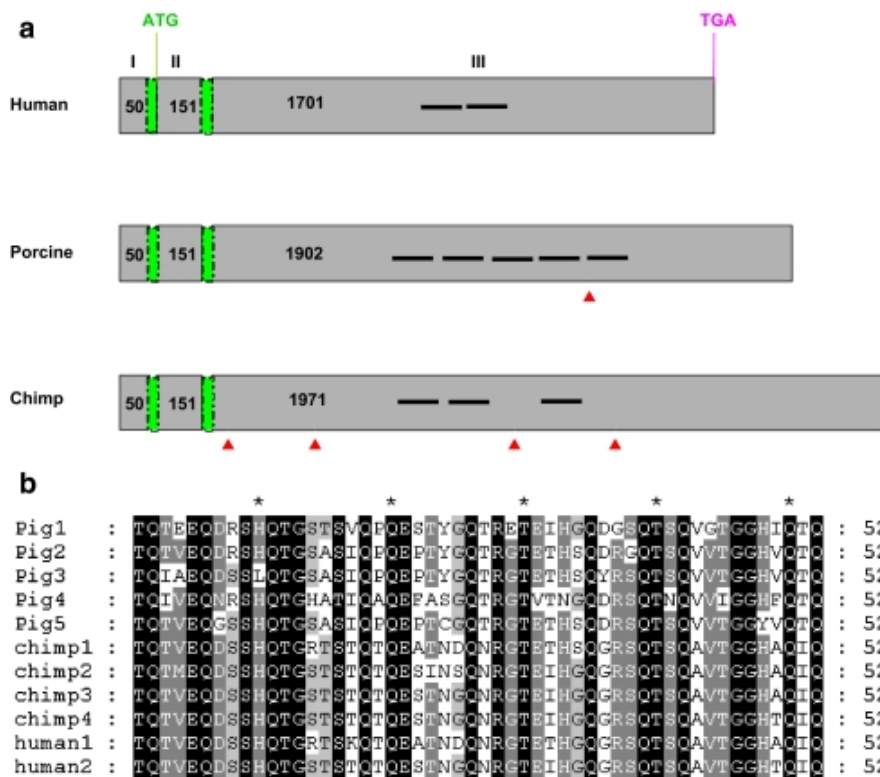 a
ATG TGA
I II III
Human 50 151 1701
Porcine 50 151 1902
Chimp 50 151 1971
b
* * * * *
Pig1 : TQTEEQDRSHQTGSTSVQPQESTYGQTRETEIHGQDGSQTSQVGTGGHIQTQ : 52
Pig2 : TQTVEQDRSHQTGSASIQPQEPTYGQTRGTETHSQDRGQTSQVVTGGHVQTQ : 52
Pig3 : TQIAEQDSSLQTGSASIQPQEPTYGQTRGTETHSQYRSQTSQVVTGGHVQTQ : 52
Pig4 : TQIVEQNRSHQTGHATIQAQEFASGQTRGTVTNGQDRSQTNQVVIGGHFQTQ : 52
Pig5 : TQTVEQGSSHQTGSASIQPQEPTCGQTRGTETHSQDRSQTSQVVTGGYVQTQ : 52
chimp1 : TQTVEQDSSHQTGRTSTQTQEATNDQNRGTETHSQGRSQTSQAVTGGHAQIQ : 52
chimp2 : TQTMEQDSSHQTGSTSTQTQESINSQNRGTEIHGQGRSQTSQAVTGGHAQIQ : 52
chimp3 : TQTVEQDSSHQTGSTSTQTQESTNGQNRGTEIHGQGRSQTSQAVTGGHAQIQ : 52
chimp4 : TQTVEQDSSHQTGSTSTQTQESTNGQNRGTEIHGQGRSQTSQAVTGGHTQIQ : 52
human1 : TQTVEQDSSHQTGRTSKQTQEATNDQNRGTETHGQGRSQTSQAVTGGHAQIQ : 52
human2 : TQTVEQDSSHQTGSTSTQTQESTNGQNRGTEIHGQGRSQTSQAVTGGHTQIQ : 52